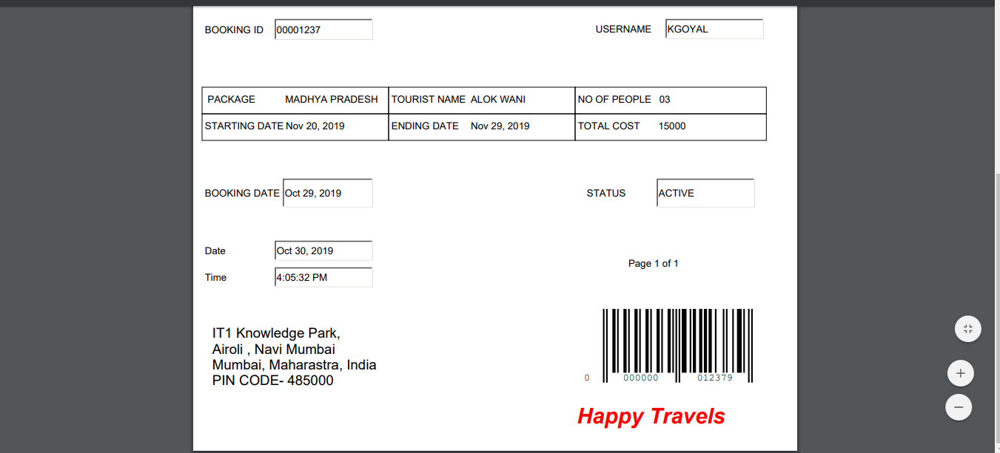 BOOKING ID 00001237 USERNAME KGOYAL
PACKAGE MADHYA PRADESH TOURIST NAME ALOK WANI NO OF PEOPLE 03
STARTING DATE Nov 20, 2019 ENDING DATE Nov 29, 2019 TOTAL COST 15000
BOOKING DATE Oct 29, 2019 STATUS ACTIVE
Date Oct 30, 2019
Page 1 of 1
Time 4:05:32 PM
IT1 Knowledge Park,
Airoli , Navi Mumbai
Mumbai, Maharastra, India
PIN CODE- 485000
0 000000 012379
Happy Travels